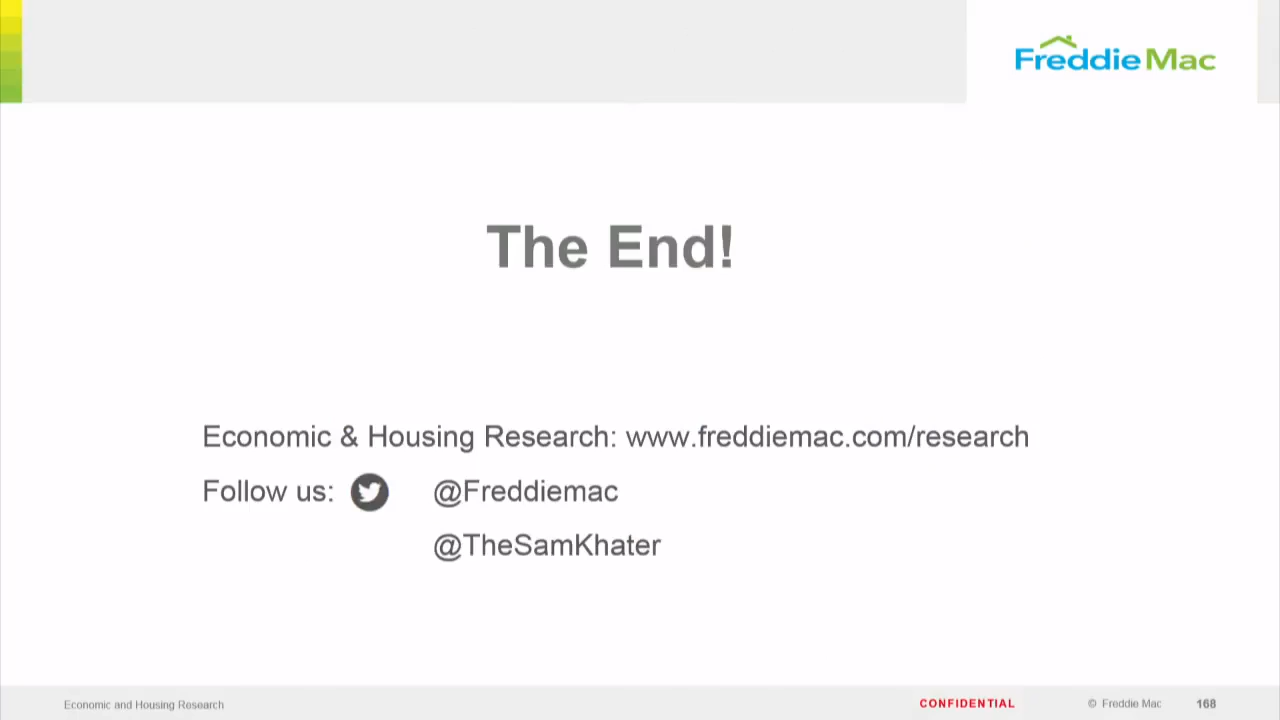 Freddie Mac
The End!
Economic & Housing Research: www.freddiemac.com/research
Follow us: @Freddiemac
@TheSamKhater
Economic and Housing Research CONFIDENTIAL © Freddie Mac 168